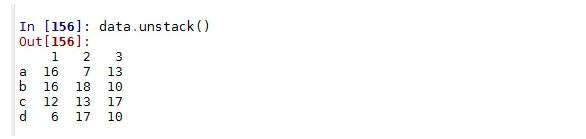 In [156]: data.unstack()
Out[156]:
    1   2   3
a  16   7  13
b  16  18  10
c  12  13  17
d   6  17  10